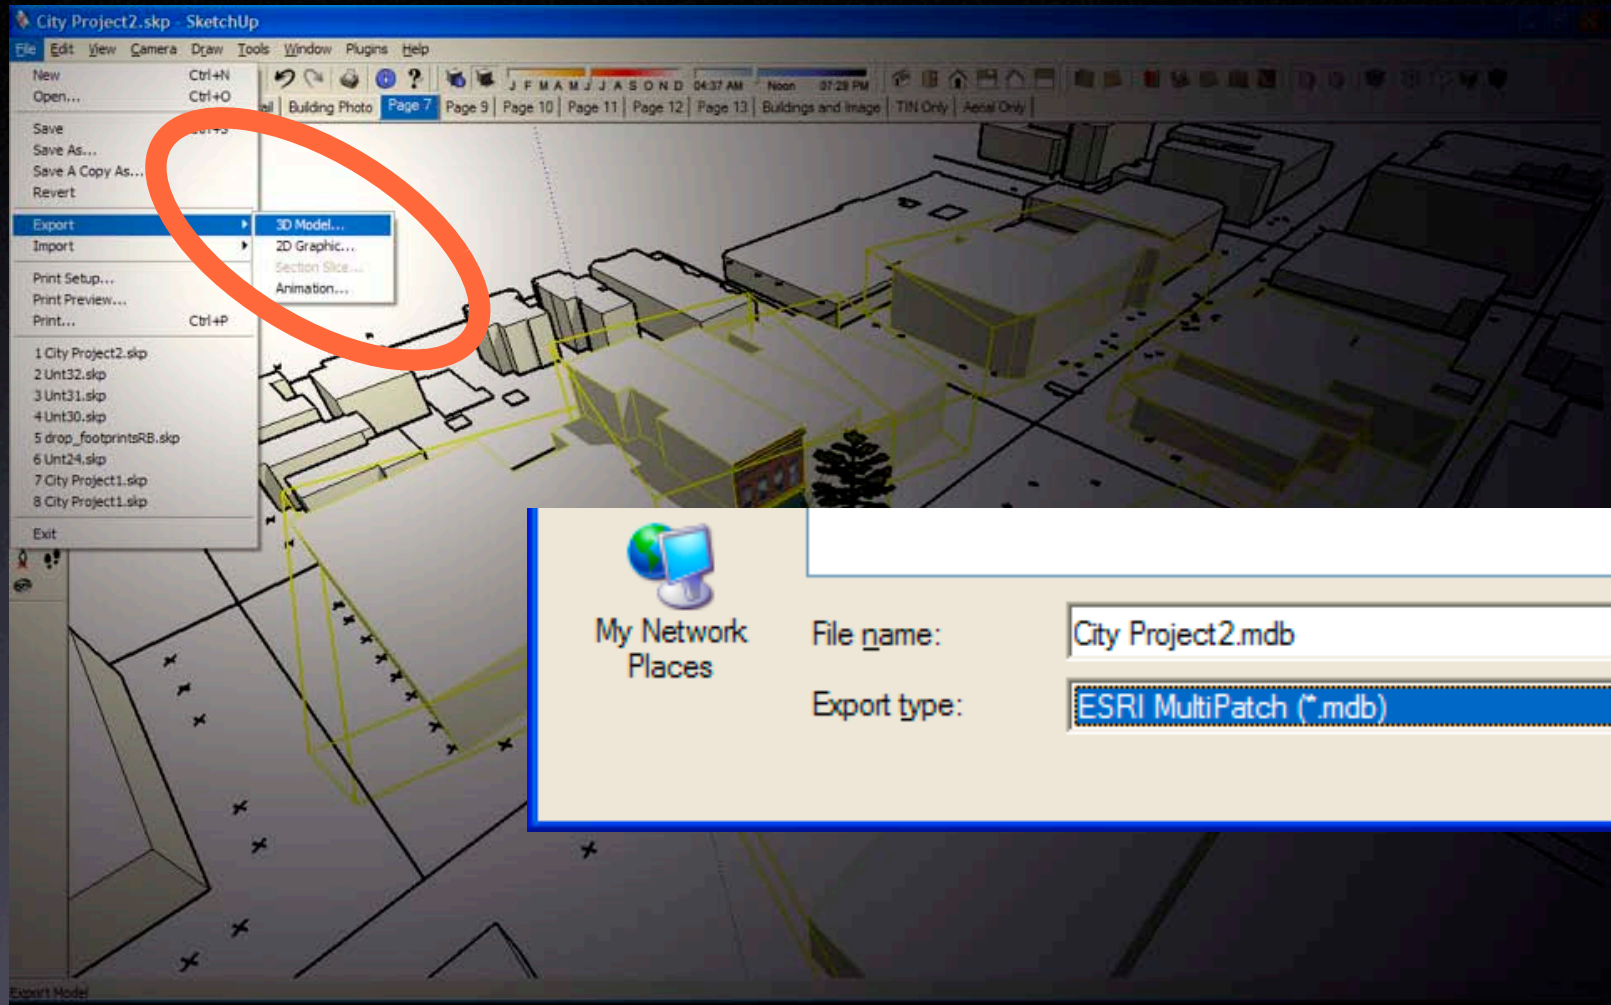 City Project2.skp - SketchUp
File Edit View Camera Draw Tools Window Plugins Help
New Ctrl+N
Open... Ctrl+O
Save
Save As...
Save A Copy As...
Revert
Export
Import
Print Setup...
Print Preview...
Print... Ctrl+P
1 City Project2.skp
2 Unt32.skp
3 Unt31.skp
4 Unt30.skp
5 drop_footprintsRB.skp
6 Unt24.skp
7 City Project1.skp
8 City Project1.skp
Exit
3D Model...
2D Graphic...
Section Slice...
Animation...
J F M A M J J A S O N D 04:37 AM Noon 07:28 PM
Building Photo Page 7 Page 9 Page 10 Page 11 Page 12 Page 13 Buildings and Image TIN Only Aerial Only
My Network
Places
File name: City Project2.mdb
Export type: ESRI MultiPatch (*.mdb)
Export Model